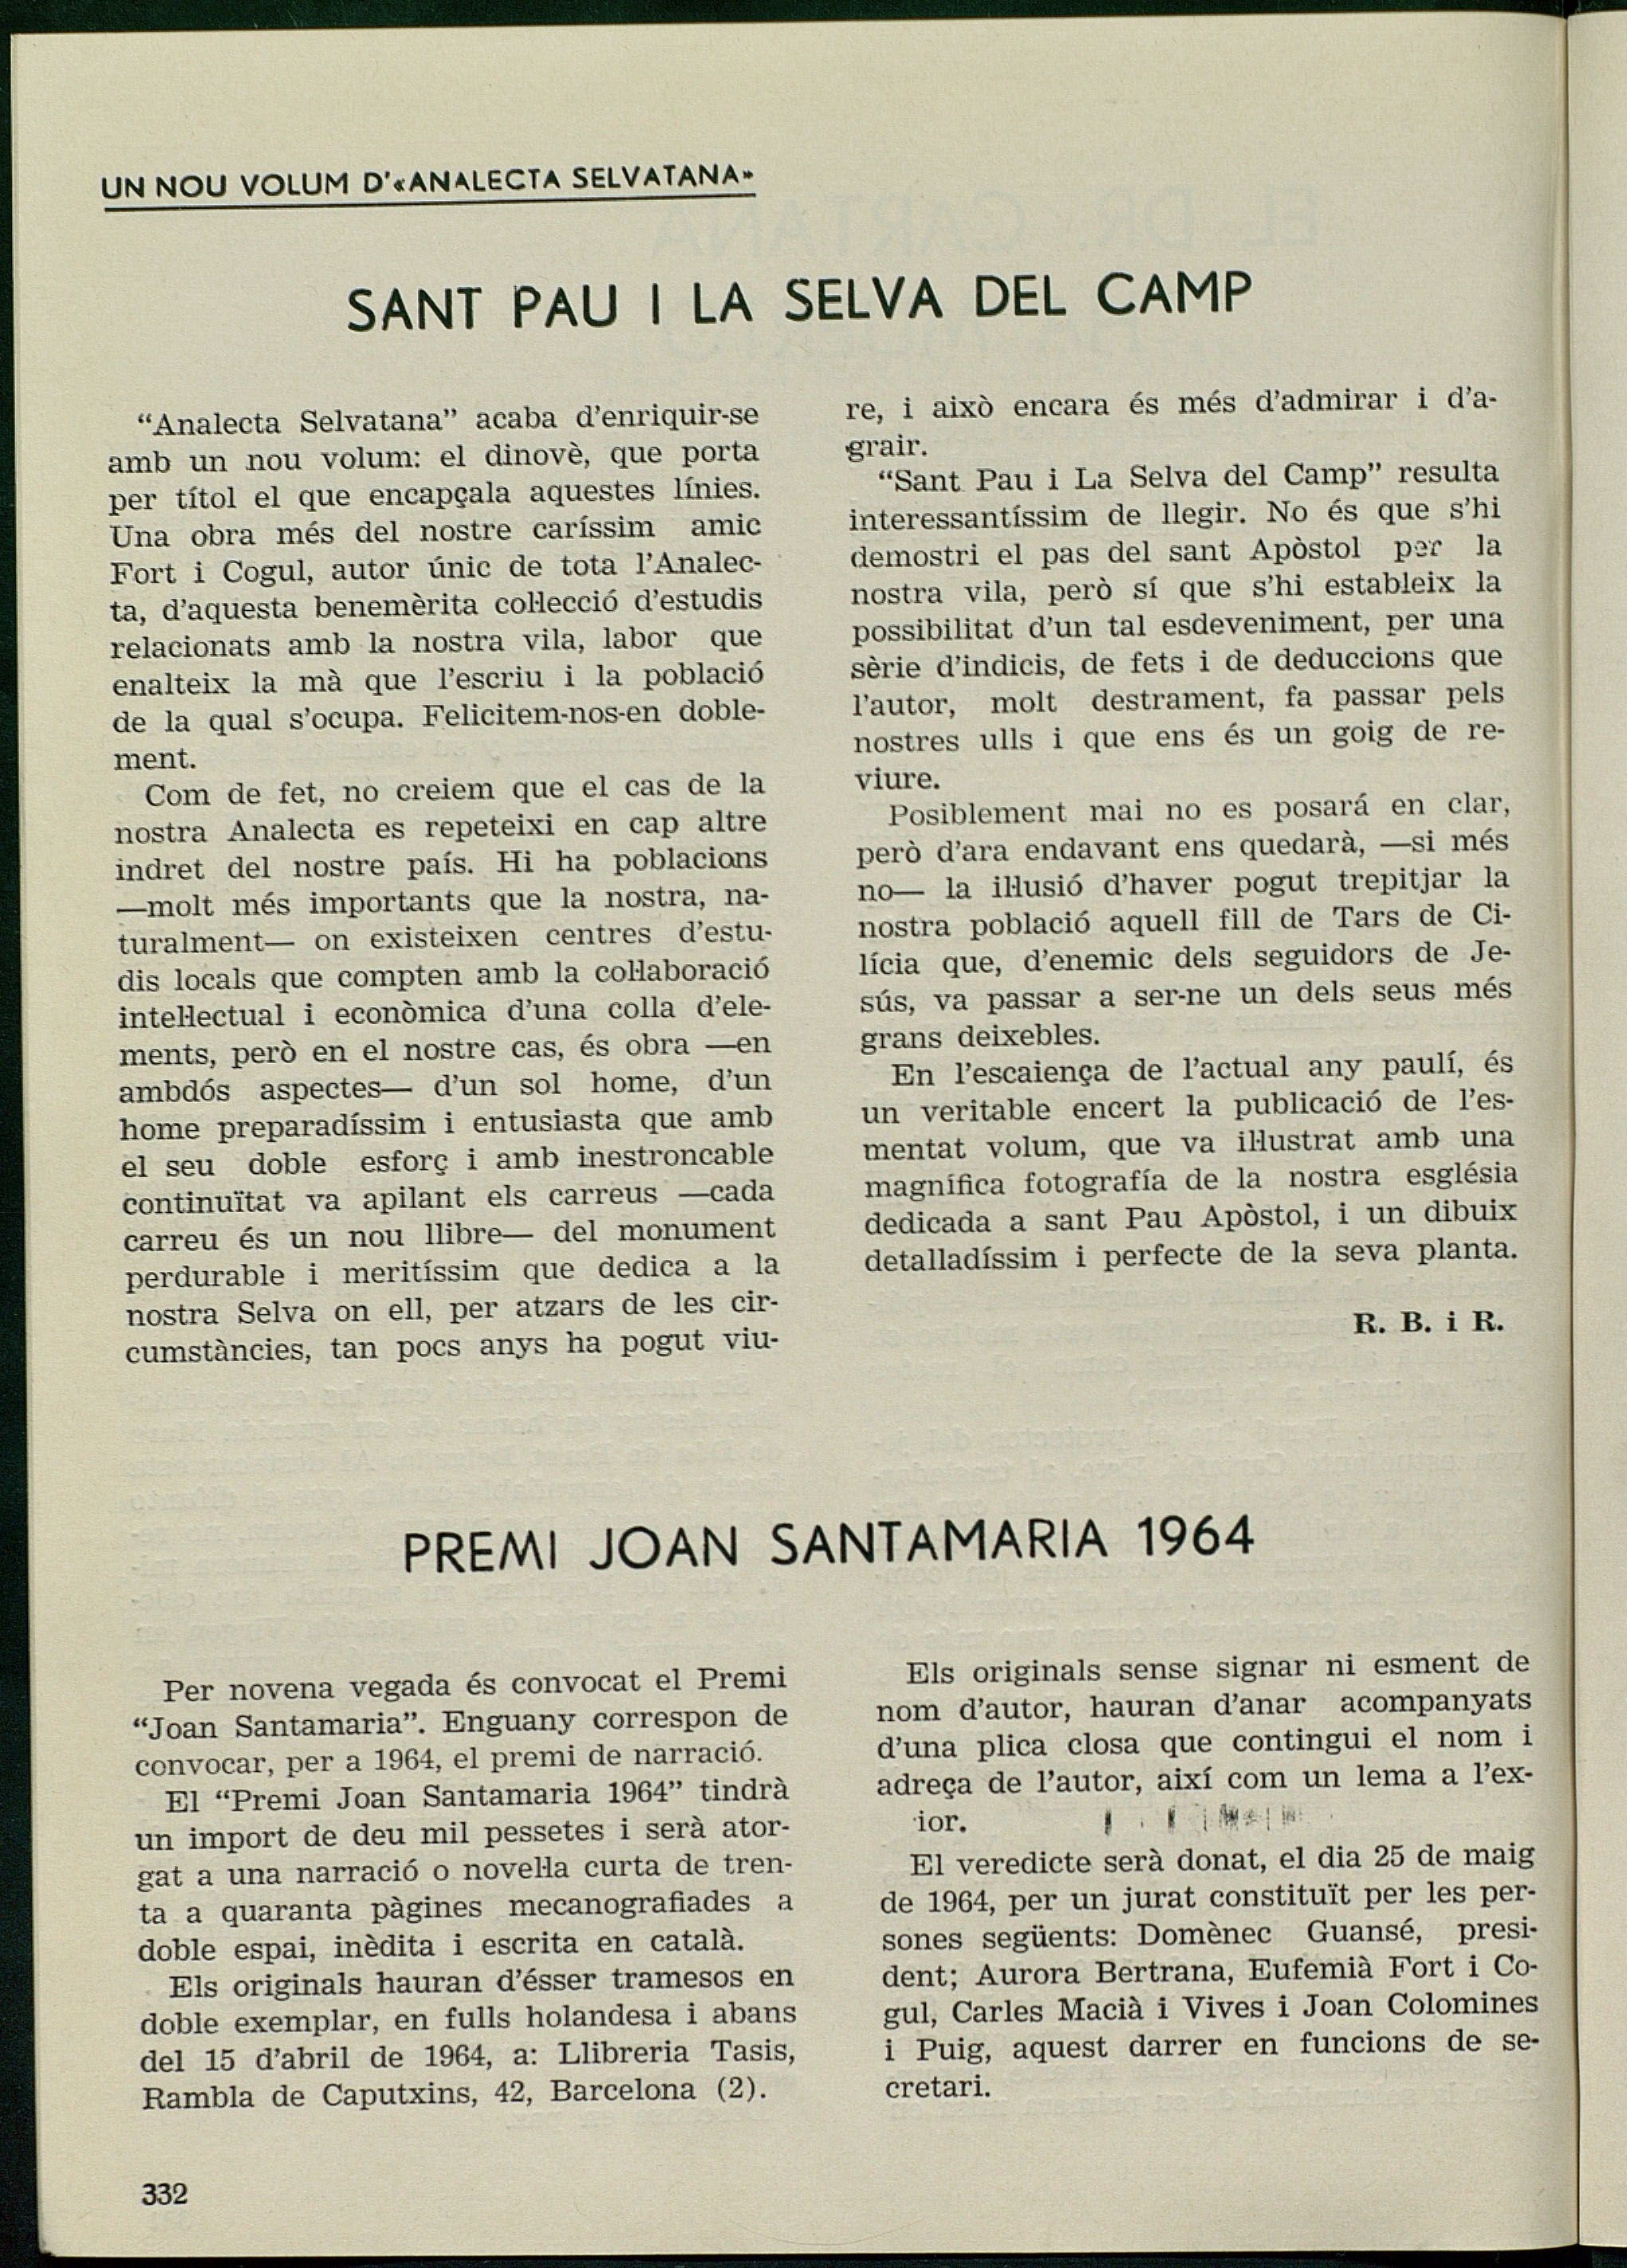 UN NOU VOLUM D'«ANALECTA SELVATANA»
SANT PAU I LA SELVA DEL CAMP
“Analecta Selvatana” acaba d'enriquir-se
amb un nou volum: el dinovè, que porta
per títol el que encapçala aquestes línies.
Una obra més del nostre caríssim amic
Fort i Cogul, autor únic de tota l'Analec-
ta, d'aquesta benemèrita col·lecció d'estudis
relacionats amb la nostra vila, labor que
enalteix la mà que l'escriu i la població
de la qual s'ocupa. Felicitem-nos-en doble-
ment.
Com de fet, no creiem que el cas de la
nostra Analecta es repeteixi en cap altre
indret del nostre país. Hi ha poblacions
—molt més importants que la nostra, na-
turalment— on existeixen centres d'estu-
dis locals que compten amb la col·laboració
intel·lectual i econòmica d'una colla d'ele-
ments, però en el nostre cas, és obra —en
ambdós aspectes— d'un sol home, d'un
home preparadíssim i entusiasta que amb
el seu doble esforç i amb inestroncable
continuïtat va apilant els carreus —cada
carreu és un nou llibre— del monument
perdurable i meritíssim que dedica a la
nostra Selva on ell, per atzars de les cir-
cumstàncies, tan pocs anys ha pogut viu-
re, i això encara és més d'admirar i d'a-
grair.
“Sant Pau i La Selva del Camp” resulta
interessantíssim de llegir. No és que s'hi
demostri el pas del sant Apòstol per la
nostra vila, però sí que s'hi estableix la
possibilitat d'un tal esdeveniment, per una
sèrie d'indicis, de fets i de deduccions que
l'autor, molt destrament, fa passar pels
nostres ulls i que ens és un goig de re-
viure.
Posiblement mai no es posará en clar,
però d'ara endavant ens quedarà, —si més
no— la il·lusió d'haver pogut trepitjar la
nostra població aquell fill de Tars de Ci-
lícia que, d'enemic dels seguidors de Je-
sús, va passar a ser-ne un dels seus més
grans deixebles.
En l'escaiença de l'actual any paulí, és
un veritable encert la publicació de l'es-
mentat volum, que va il·lustrat amb una
magnífica fotografía de la nostra església
dedicada a sant Pau Apòstol, i un dibuix
detalladíssim i perfecte de la seva planta.
R. B. i R.
PREMI JOAN SANTAMARIA 1964
Per novena vegada és convocat el Premi
“Joan Santamaria”. Enguany correspon de
convocar, per a 1964, el premi de narració.
El “Premi Joan Santamaria 1964” tindrà
un import de deu mil pessetes i serà ator-
gat a una narració o novel·la curta de tren-
ta a quaranta pàgines mecanografiades a
doble espai, inèdita i escrita en català.
Els originals hauran d'ésser tramesos en
doble exemplar, en fulls holandesa i abans
del 15 d'abril de 1964, a: Llibreria Tasis,
Rambla de Caputxins, 42, Barcelona (2).
Els originals sense signar ni esment de
nom d'autor, hauran d'anar acompanyats
d'una plica closa que contingui el nom i
adreça de l'autor, així com un lema a l'ex-
ior.
El veredicte serà donat, el dia 25 de maig
de 1964, per un jurat constituït per les per-
sones següents: Domènec Guansé, presi-
dent; Aurora Bertrana, Eufemià Fort i Co-
gul, Carles Macià i Vives i Joan Colomines
i Puig, aquest darrer en funcions de se-
cretari.
332